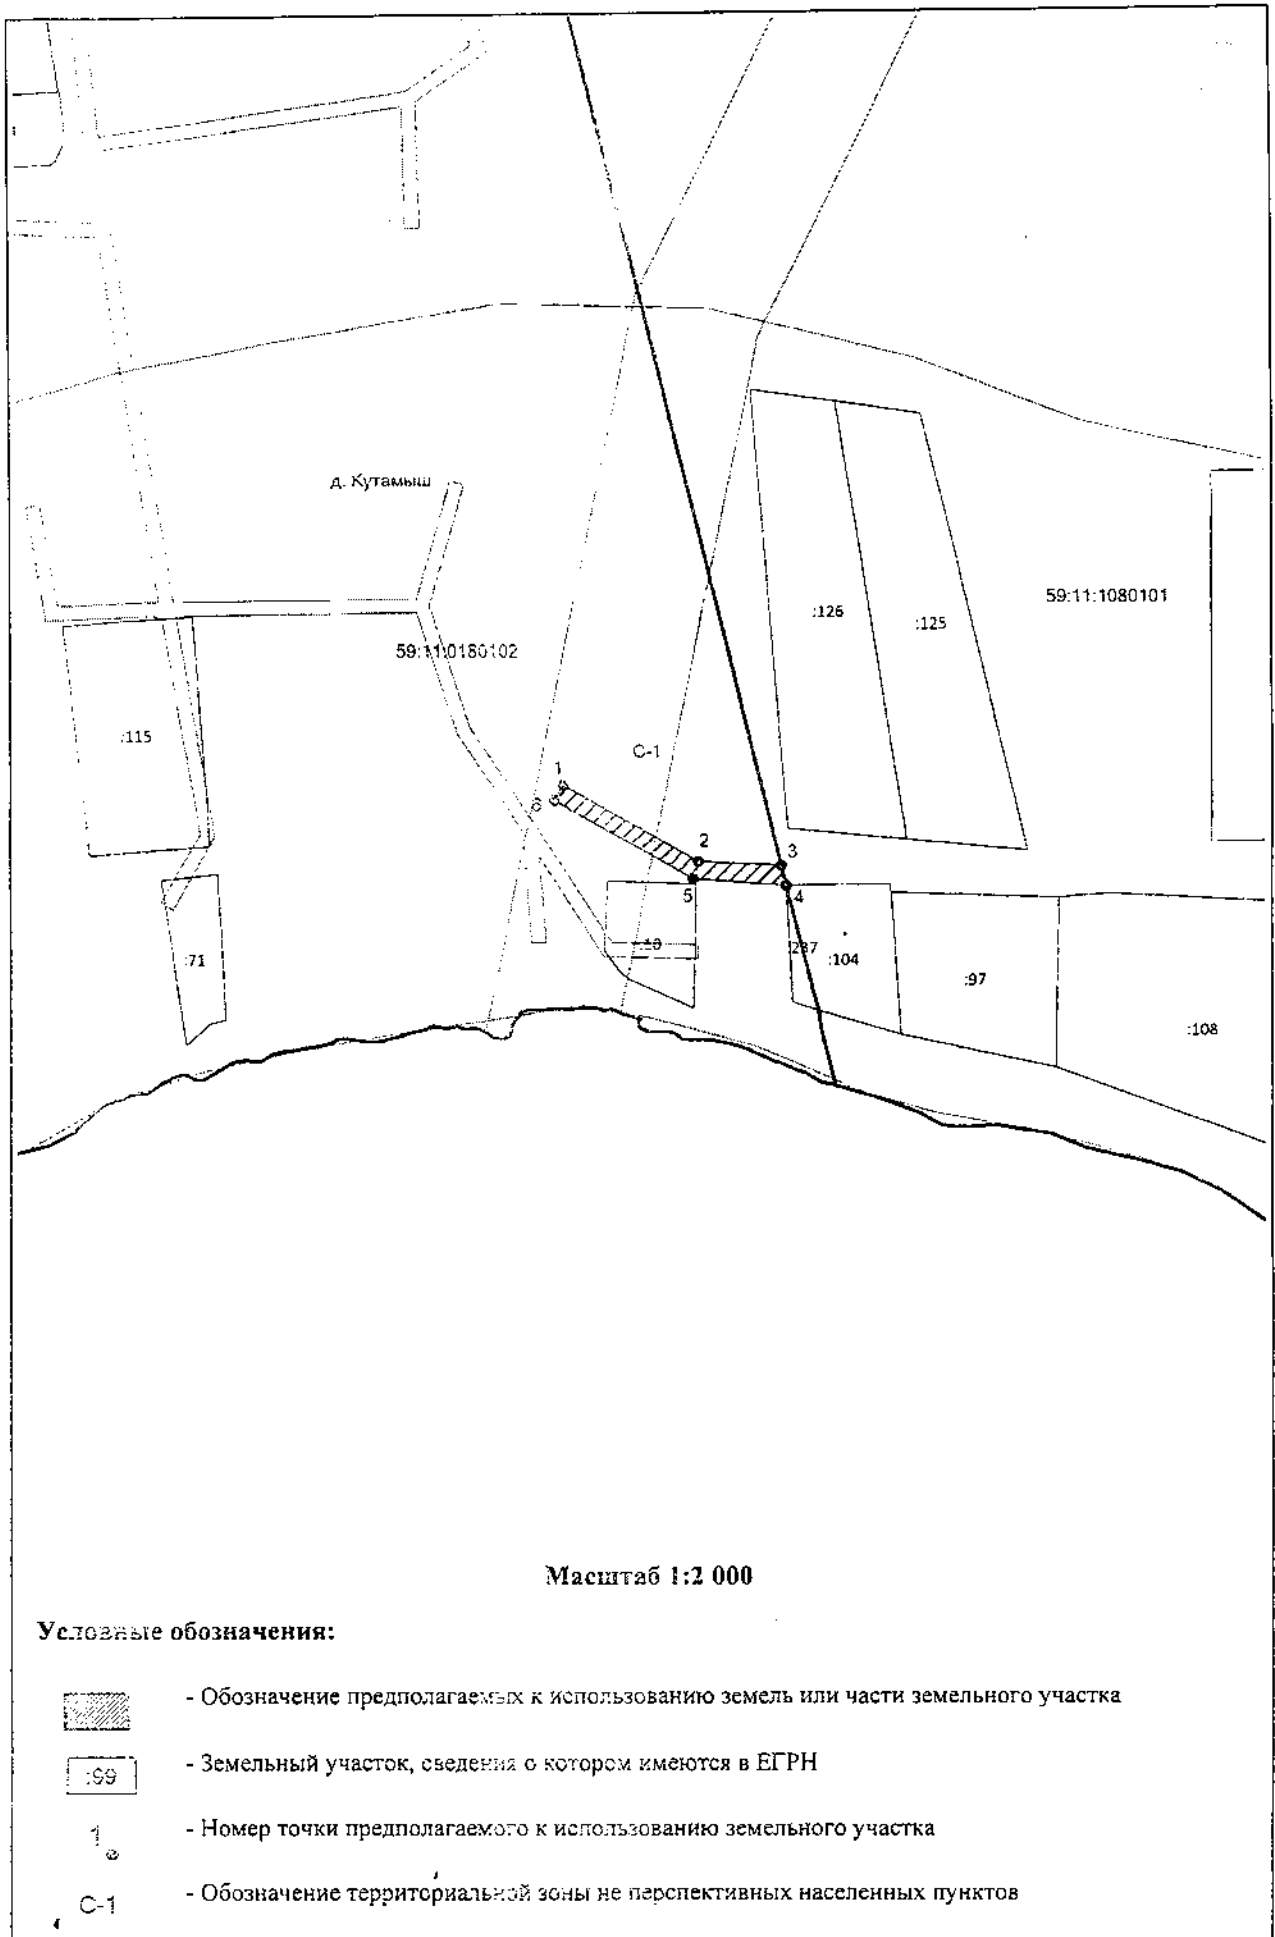 д. Кутамыш
59:11:1080101
:126
:125
59:11:0180102
:115
С-1
1
6
2
3
5
4
:10
:71
:104
:97
:108
Масштаб 1:2 000
Условные обозначения:
- Обозначение предполагаемых к использованию земель или части земельного участка
:99 - Земельный участок, сведения о котором имеются в ЕГРН
1 - Номер точки предполагаемого к использованию земельного участка
С-1 - Обозначение территориальной зоны не перспективных населенных пунктов